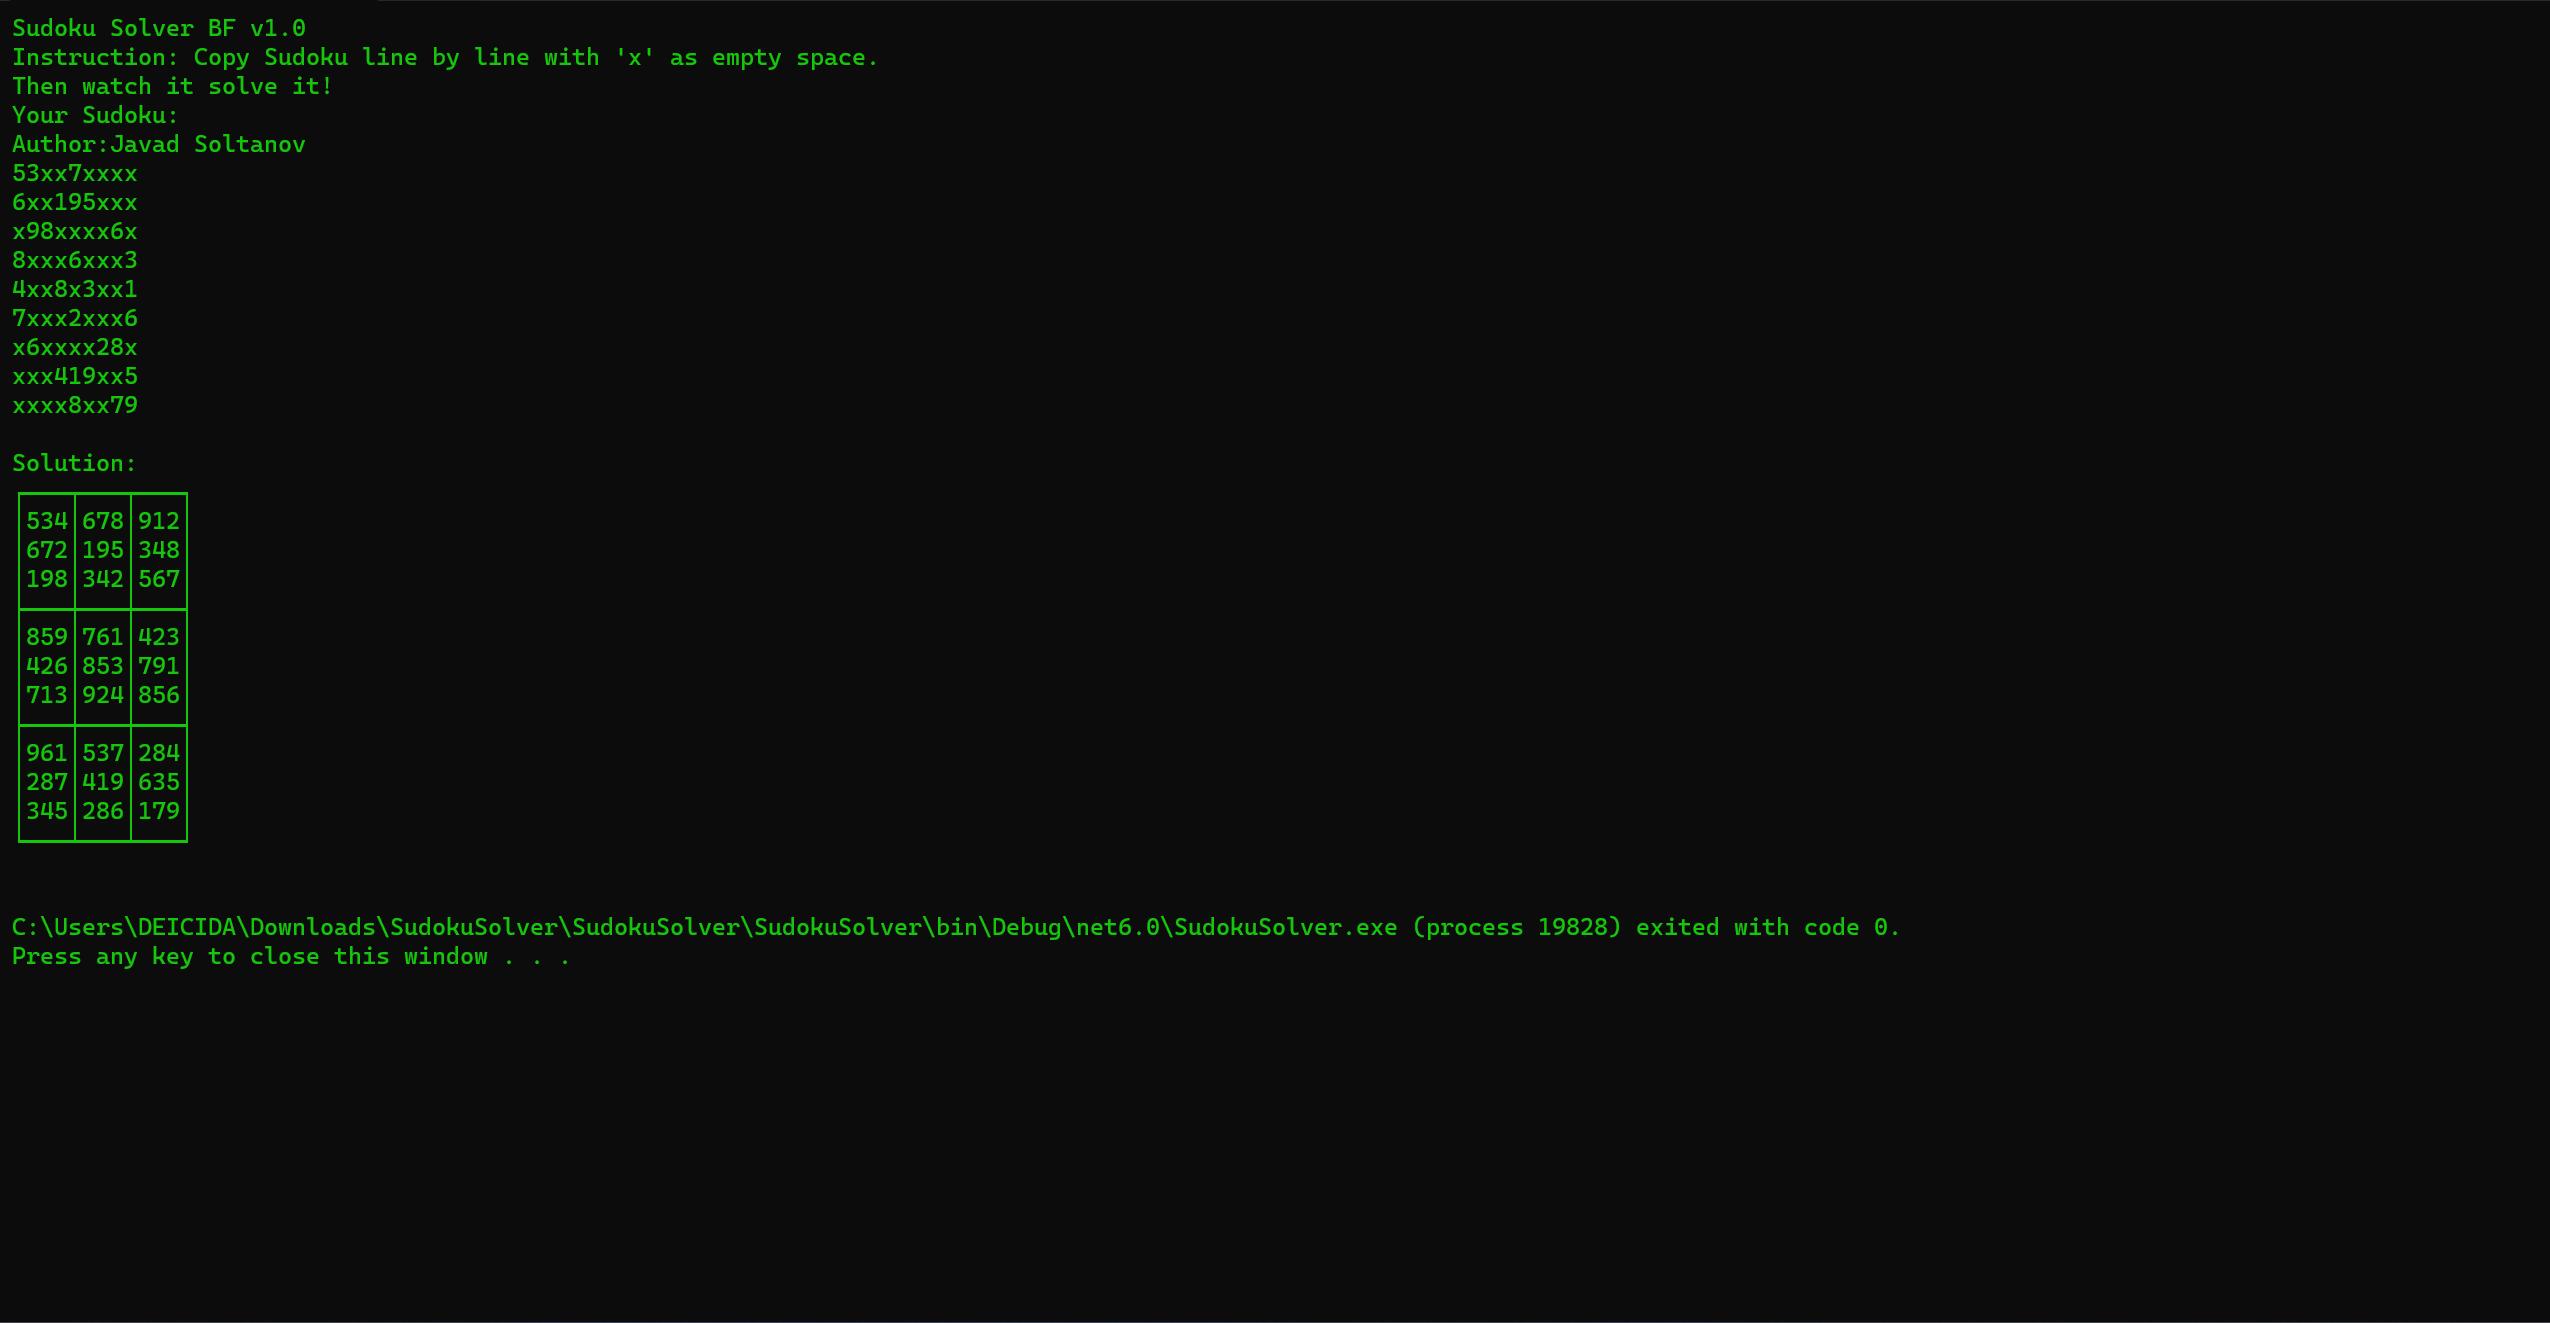 Sudoku Solver BF v1.0
Instruction: Copy Sudoku line by line with 'x' as empty space.
Then watch it solve it!
Your Sudoku:
Author:Javad Soltanov
53xx7xxxx
6xx195xxx
x98xxxx6x
8xxx6xxx3
4xx8x3xx1
7xxx2xxx6
x6xxxx28x
xxx419xx5
xxxx8xx79
Solution:
534 678 912
672 195 348
198 342 567
859 761 423
426 853 791
713 924 856
961 537 284
287 419 635
345 286 179
C:\Users\DEICIDA\Downloads\SudokuSolver\SudokuSolver\SudokuSolver\bin\Debug\net6.0\SudokuSolver.exe (process 19828) exited with code 0.
Press any key to close this window . . .